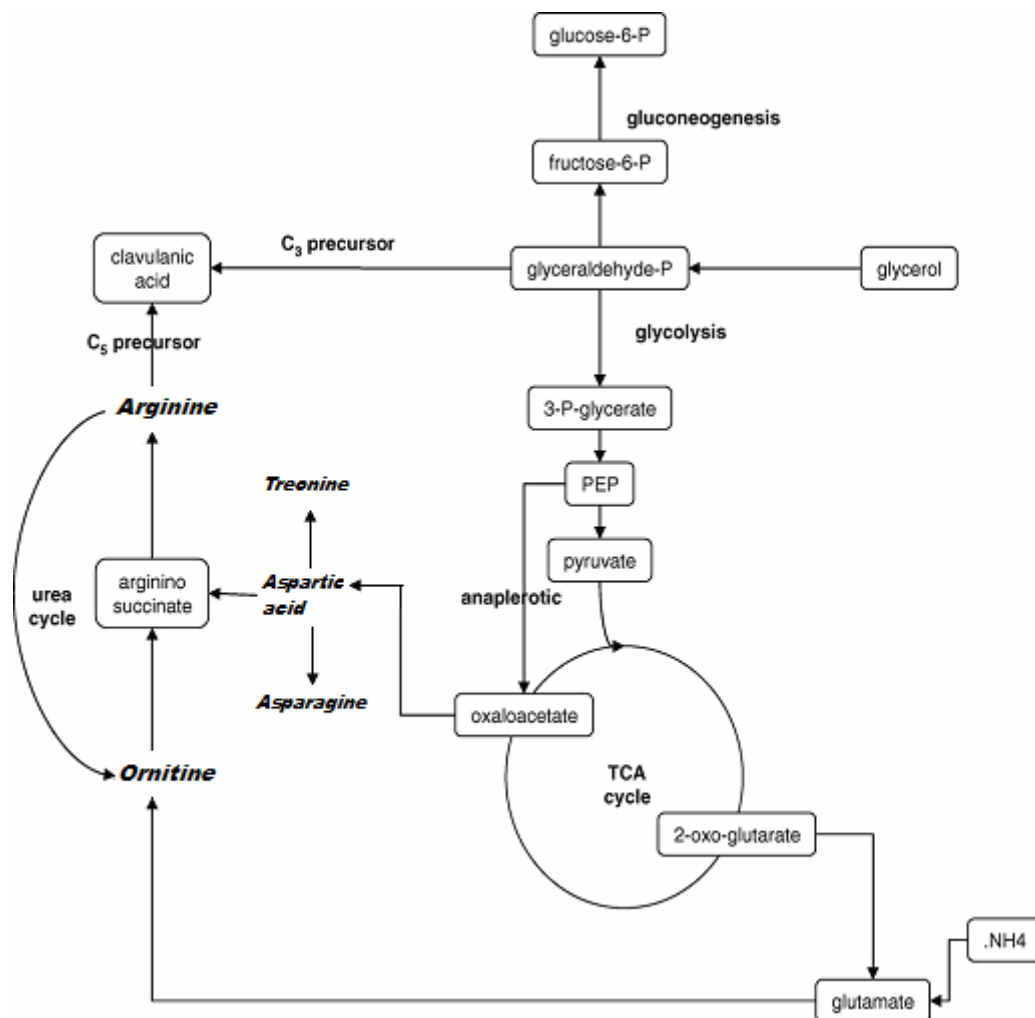 glucose-6-P
gluconeogenesis
fructose-6-P
C3 precursor
clavulanic
acid
glyceraldehyde-P
glycerol
glycolysis
C5 precursor
Arginine
3-P-glycerate
Treonine
PEP
pyruvate
urea
cycle
arginino
succinate
Aspartic
acid
anaplerotic
Asparagine
oxaloacetate
Ornitine
TCA
cycle
2-oxo-glutarate
.NH4
glutamate